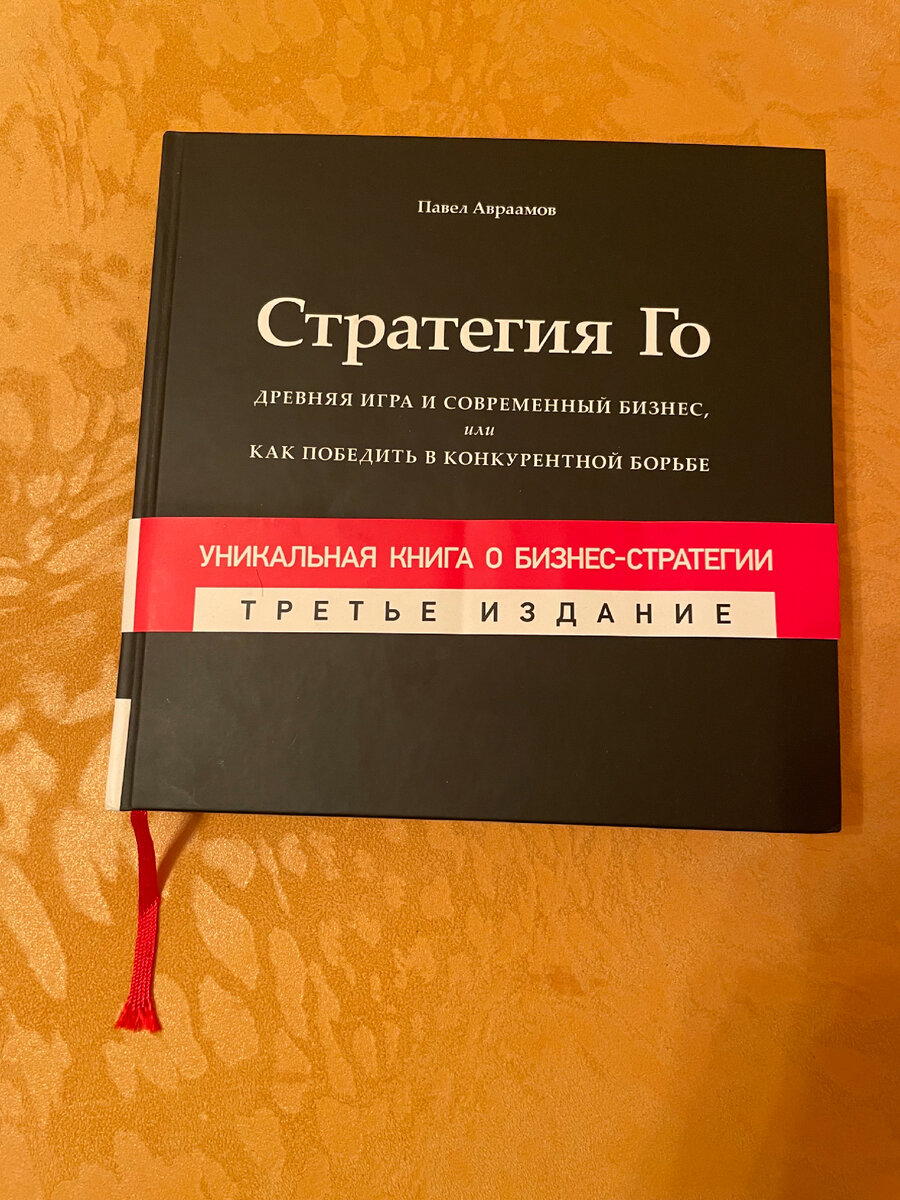 Павел Авраамов
Стратегия Го
ДРЕВНЯЯ ИГРА И СОВРЕМЕННЫЙ БИЗНЕС,
или
КАК ПОБЕДИТЬ В КОНКУРЕНТНОЙ БОРЬБЕ
УНИКАЛЬНАЯ КНИГА О БИЗНЕС-СТРАТЕГИИ
ТРЕТЬЕ ИЗДАНИЕ